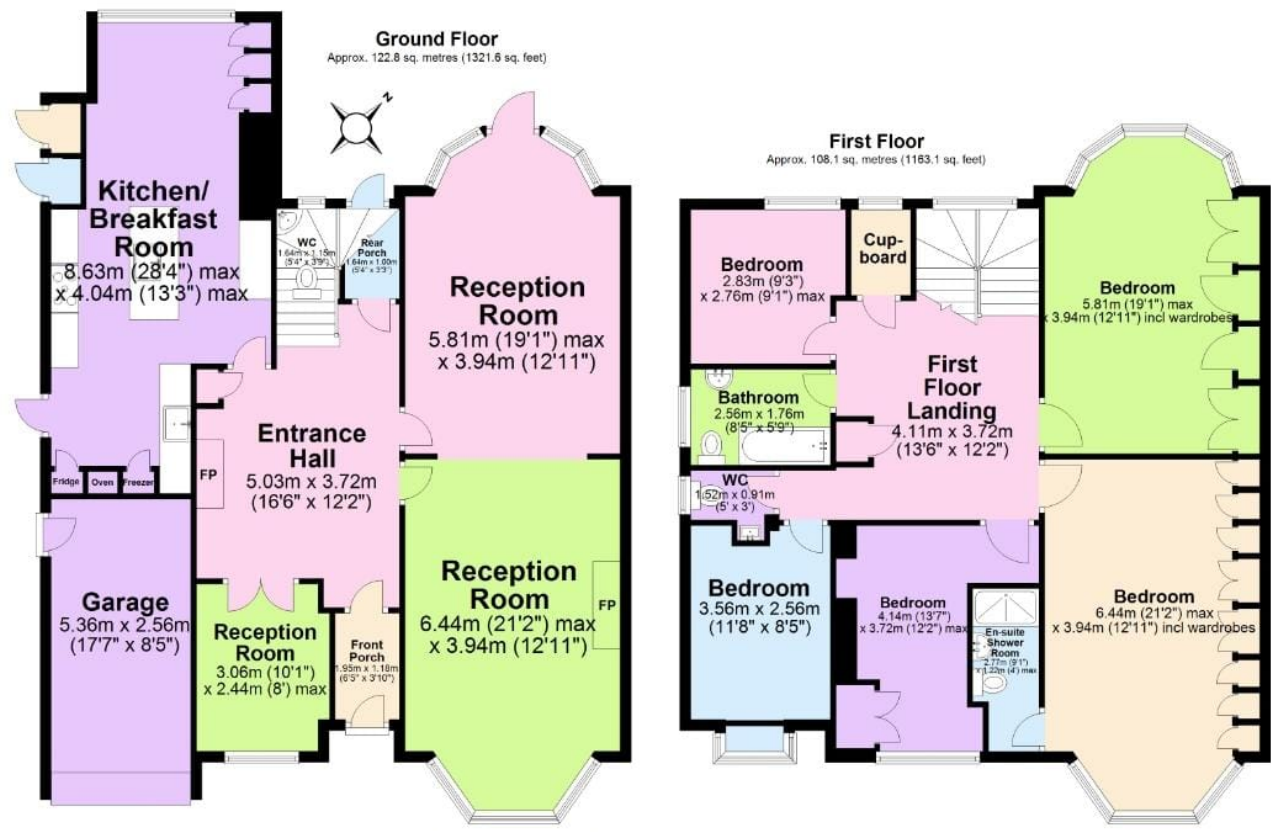 Ground Floor
Approx. 122.8 sq. metres (1321.6 sq. feet)
Z
Kitchen/
Breakfast
Room
8.63m (28'4") max
x 4.04m (13'3") max
WC
1.64m x 1.15m
(5'4" x 3'9")
Rear
Porch
1.64m x 1.00m
(5'4" x 3'3")
Reception
Room
5.81m (19'1") max
x 3.94m (12'11")
Entrance
Hall
5.03m x 3.72m
(16'6" x 12'2")
FP
Fridge
Oven
Freezer
Garage
5.36m x 2.56m
(17'7" x 8'5")
Reception
Room
3.06m (10'1")
x 2.44m (8') max
Front
Porch
1.95m x 1.18m
(6'5" x 3'10")
Reception
Room
6.44m (21'2") max
x 3.94m (12'11")
FP
First Floor
Approx. 108.1 sq. metres (1163.1 sq. feet)
Bedroom
2.83m (9'3")
x 2.76m (9'1") max
Cup-
board
Bedroom
5.81m (19'1") max
x 3.94m (12'11") incl wardrobes
First
Floor
Landing
4.11m x 3.72m
(13'6" x 12'2")
Bathroom
2.56m x 1.76m
(8'5" x 5'9")
WC
1.52m x 0.91m
(5' x 3')
Bedroom
3.56m x 2.56m
(11'8" x 8'5")
Bedroom
4.14m (13'7")
x 3.72m (12'2") max
En-suite
Shower
Room
2.77m (9'1")
x 1.22m (4') max
Bedroom
6.44m (21'2") max
x 3.94m (12'11") incl wardrobes